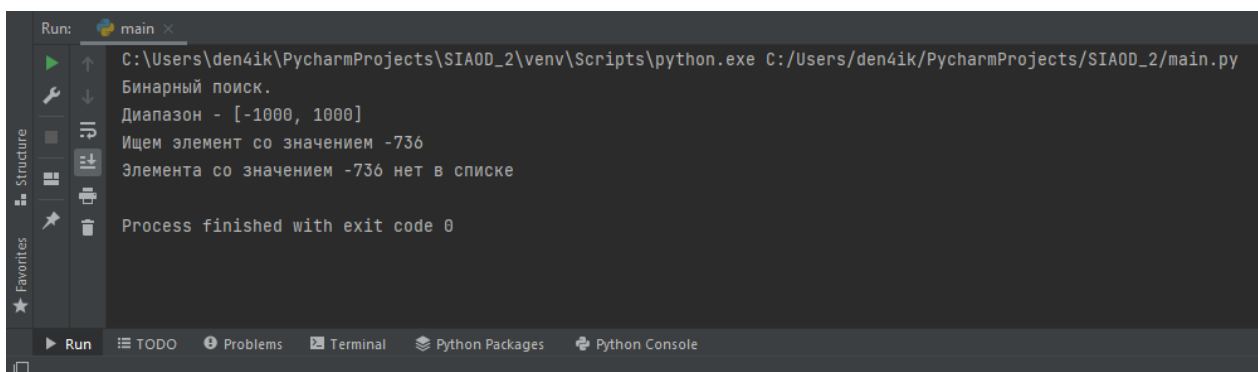 Run: main
C:\Users\den4ik\PycharmProjects\SIAOD_2\venv\Scripts\python.exe C:/Users/den4ik/PycharmProjects/SIAOD_2/main.py
Бинарный поиск.
Диапазон - [-1000, 1000]
Ищем элемент со значением -736
Элемента со значением -736 нет в списке
Process finished with exit code 0
Structure
Favorites
Run TODO Problems Terminal Python Packages Python Console